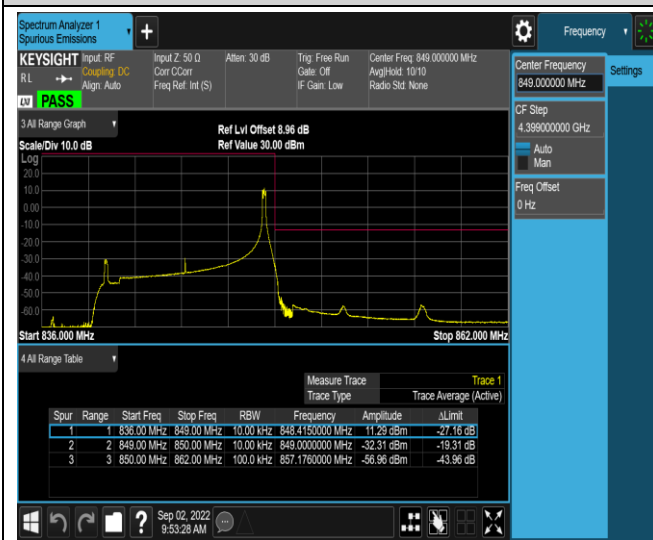 Spectrum Analyzer 1
Spurious Emissions
+
Frequency
KEYSIGHT
Input: RF
Coupling: DC
Align: Auto
Input Z: 50 Ω
Corr CCorr
Freq Ref: Int (S)
Atten: 30 dB
Trig: Free Run
Gate: Off
IF Gain: Low
Center Freq: 849.000000 MHz
Avg|Hold: 10/10
Radio Std: None
RL
LXI
PASS
Center Frequency
849.000000 MHz
Settings
CF Step
4.399000000 GHz
Auto
Man
Freq Offset
0 Hz
3 All Range Graph
Ref Lvl Offset 8.96 dB
Scale/Div 10.0 dB
Ref Value 30.00 dBm
Log
20.0
10.0
0.00
-10.0
-20.0
-30.0
-40.0
-50.0
-60.0
Start 836.000 MHz
Stop 862.000 MHz
4 All Range Table
Measure Trace Trace 1
Trace Type Trace Average (Active)
Spur Range Start Freq Stop Freq RBW Frequency Amplitude ΔLimit
1 1 836.00 MHz 849.00 MHz 10.00 kHz 848.4150000 MHz 11.29 dBm -27.16 dB
2 2 849.00 MHz 850.00 MHz 10.00 kHz 849.0000000 MHz -32.31 dBm -19.31 dB
3 3 850.00 MHz 862.00 MHz 100.0 kHz 857.1760000 MHz -56.96 dBm -43.96 dB
?
Sep 02, 2022
9:53:28 AM